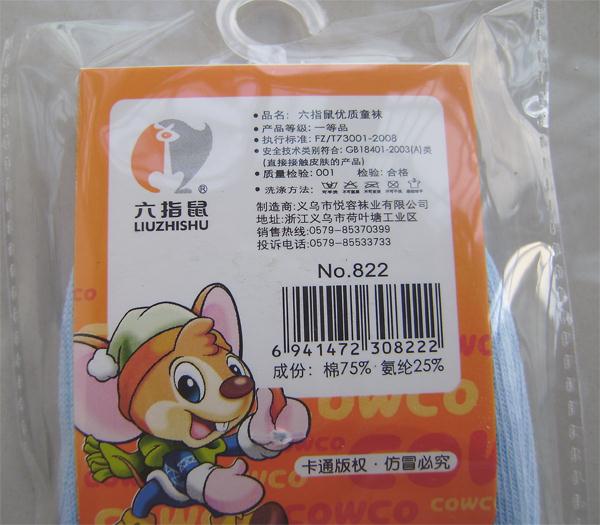 •品名：六指鼠优质童袜
•产品等级：一等品
•执行标准：FZ/T73001-2008
•安全技术类别符合：GB18401-2003(A)类
(直接接触皮肤的产品)
•质量检验：001 检验：合格
•洗涤方法：
®
六指鼠
LIUZHISHU
制造商：义乌市悦容袜业有限公司
地址：浙江义乌市荷叶塘工业区
销售热线：0579-85370399
投诉电话：0579-85533733
No.822
6 941472 308222
成份：棉75% 氨纶25%
COWCO
卡通版权·仿冒必究
COWCO
COWCO